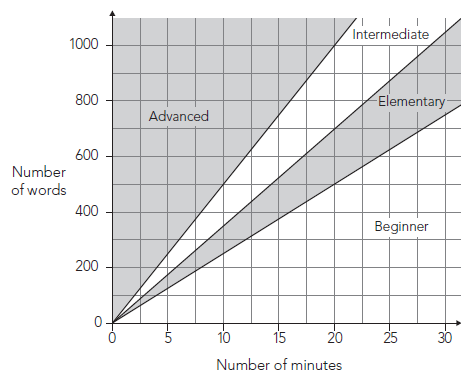 1000
800
600
400
200
0
Number
of words
Advanced
Intermediate
Elementary
Beginner
0 5 10 15 20 25 30
Number of minutes